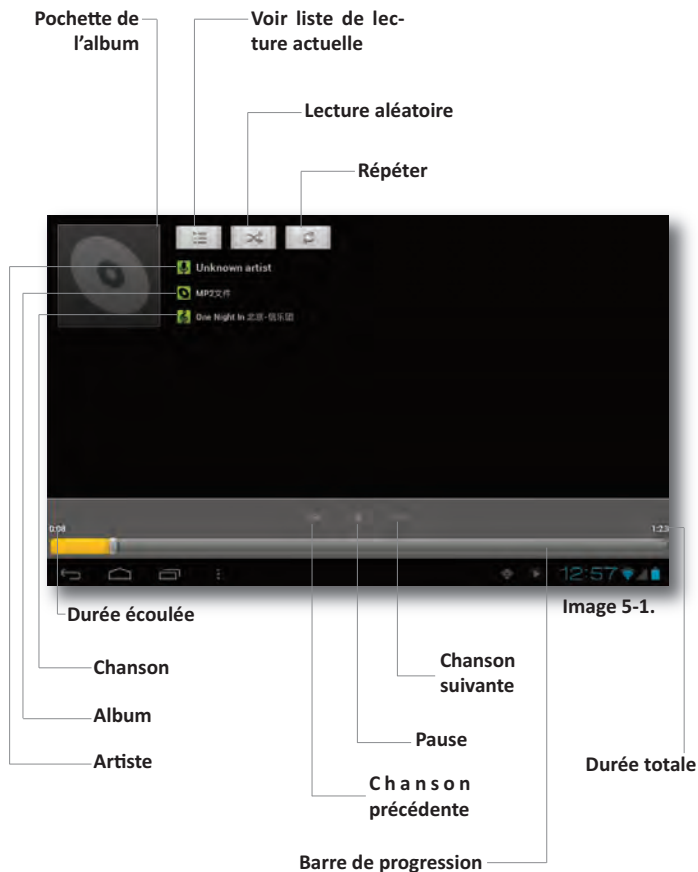 Pochette de
l'album
Voir liste de lec-
ture actuelle
Lecture aléatoire
Répéter
Unknown artist
MP3文件
One Night In 北京-信乐团
0:08
1:23
12:57
Image 5-1.
Durée écoulée
Chanson
Album
Artiste
Chanson
suivante
Pause
Chanson
précédente
Durée totale
Barre de progression